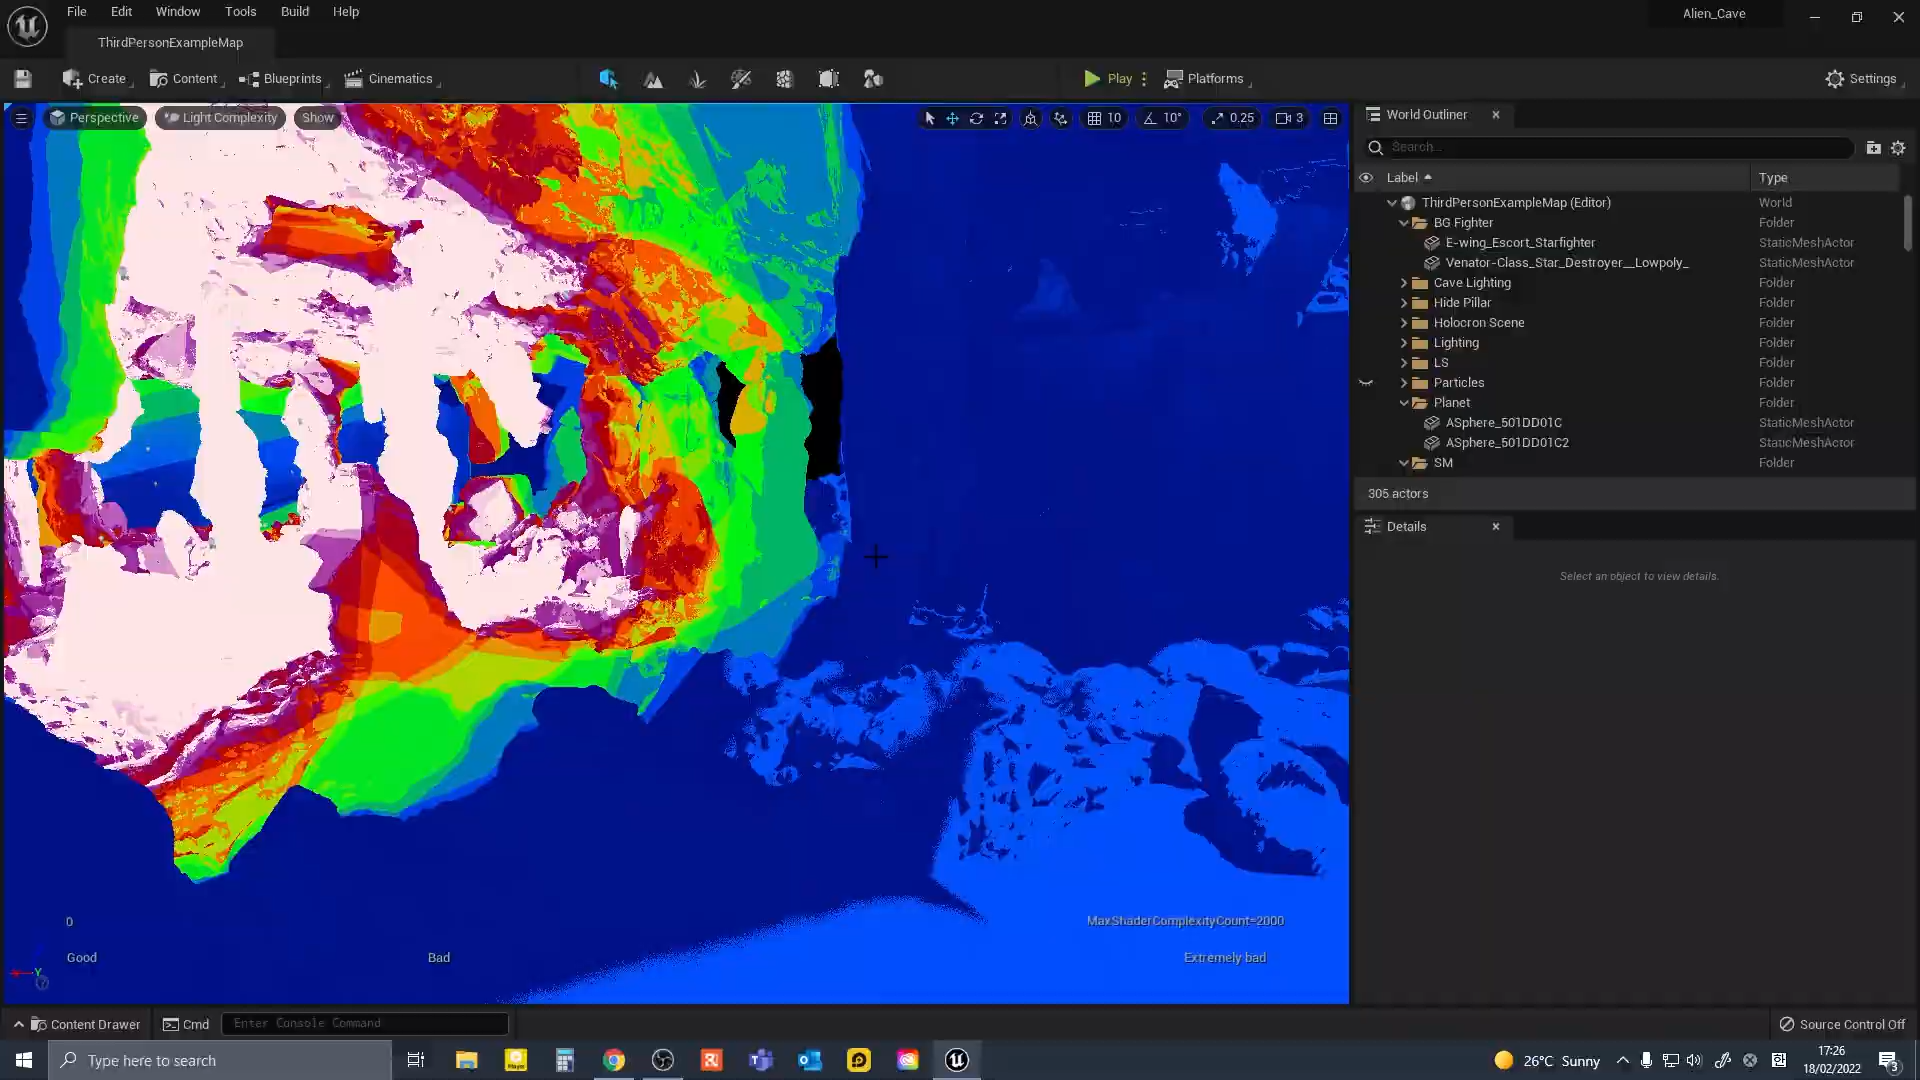 File Edit Window Tools Build Help
Alien_Cave
ThirdPersonExampleMap
Create Content Blueprints Cinematics Play Platforms Settings
Perspective Light Complexity Show 10 10° 0.25 3
World Outliner
Search...
Label Type
ThirdPersonExampleMap (Editor) World
BG Fighter Folder
E-wing_Escort_Starfighter StaticMeshActor
Venator-Class_Star_Destroyer__Lowpoly_ StaticMeshActor
Cave Lighting Folder
Hide Pillar Folder
Holocron Scene Folder
Lighting Folder
LS Folder
Particles Folder
Planet Folder
ASphere_501DD01C StaticMeshActor
ASphere_501DD01C2 StaticMeshActor
SM Folder
305 actors
Details
Select an object to view details.
0 MaxShaderComplexityCount=2000
Good Bad Extremely bad
Y
Content Drawer Cmd Enter Console Command Source Control Off
Type here to search
26°C Sunny
17:26
18/02/2022
3